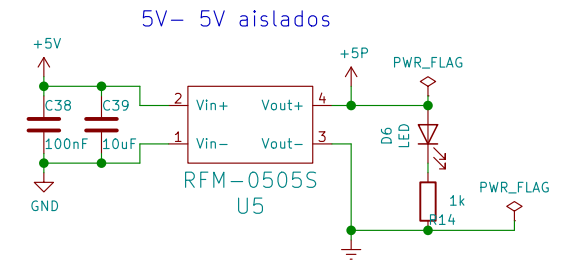 5V- 5V aislados
+5V
+5P
PWR_FLAG
C38
C39
2
Vin+
Vout+
4
100nF
10uF
1
Vin-
Vout-
3
D6
LED
RFM-0505S
U5
GND
1k
R14
PWR_FLAG